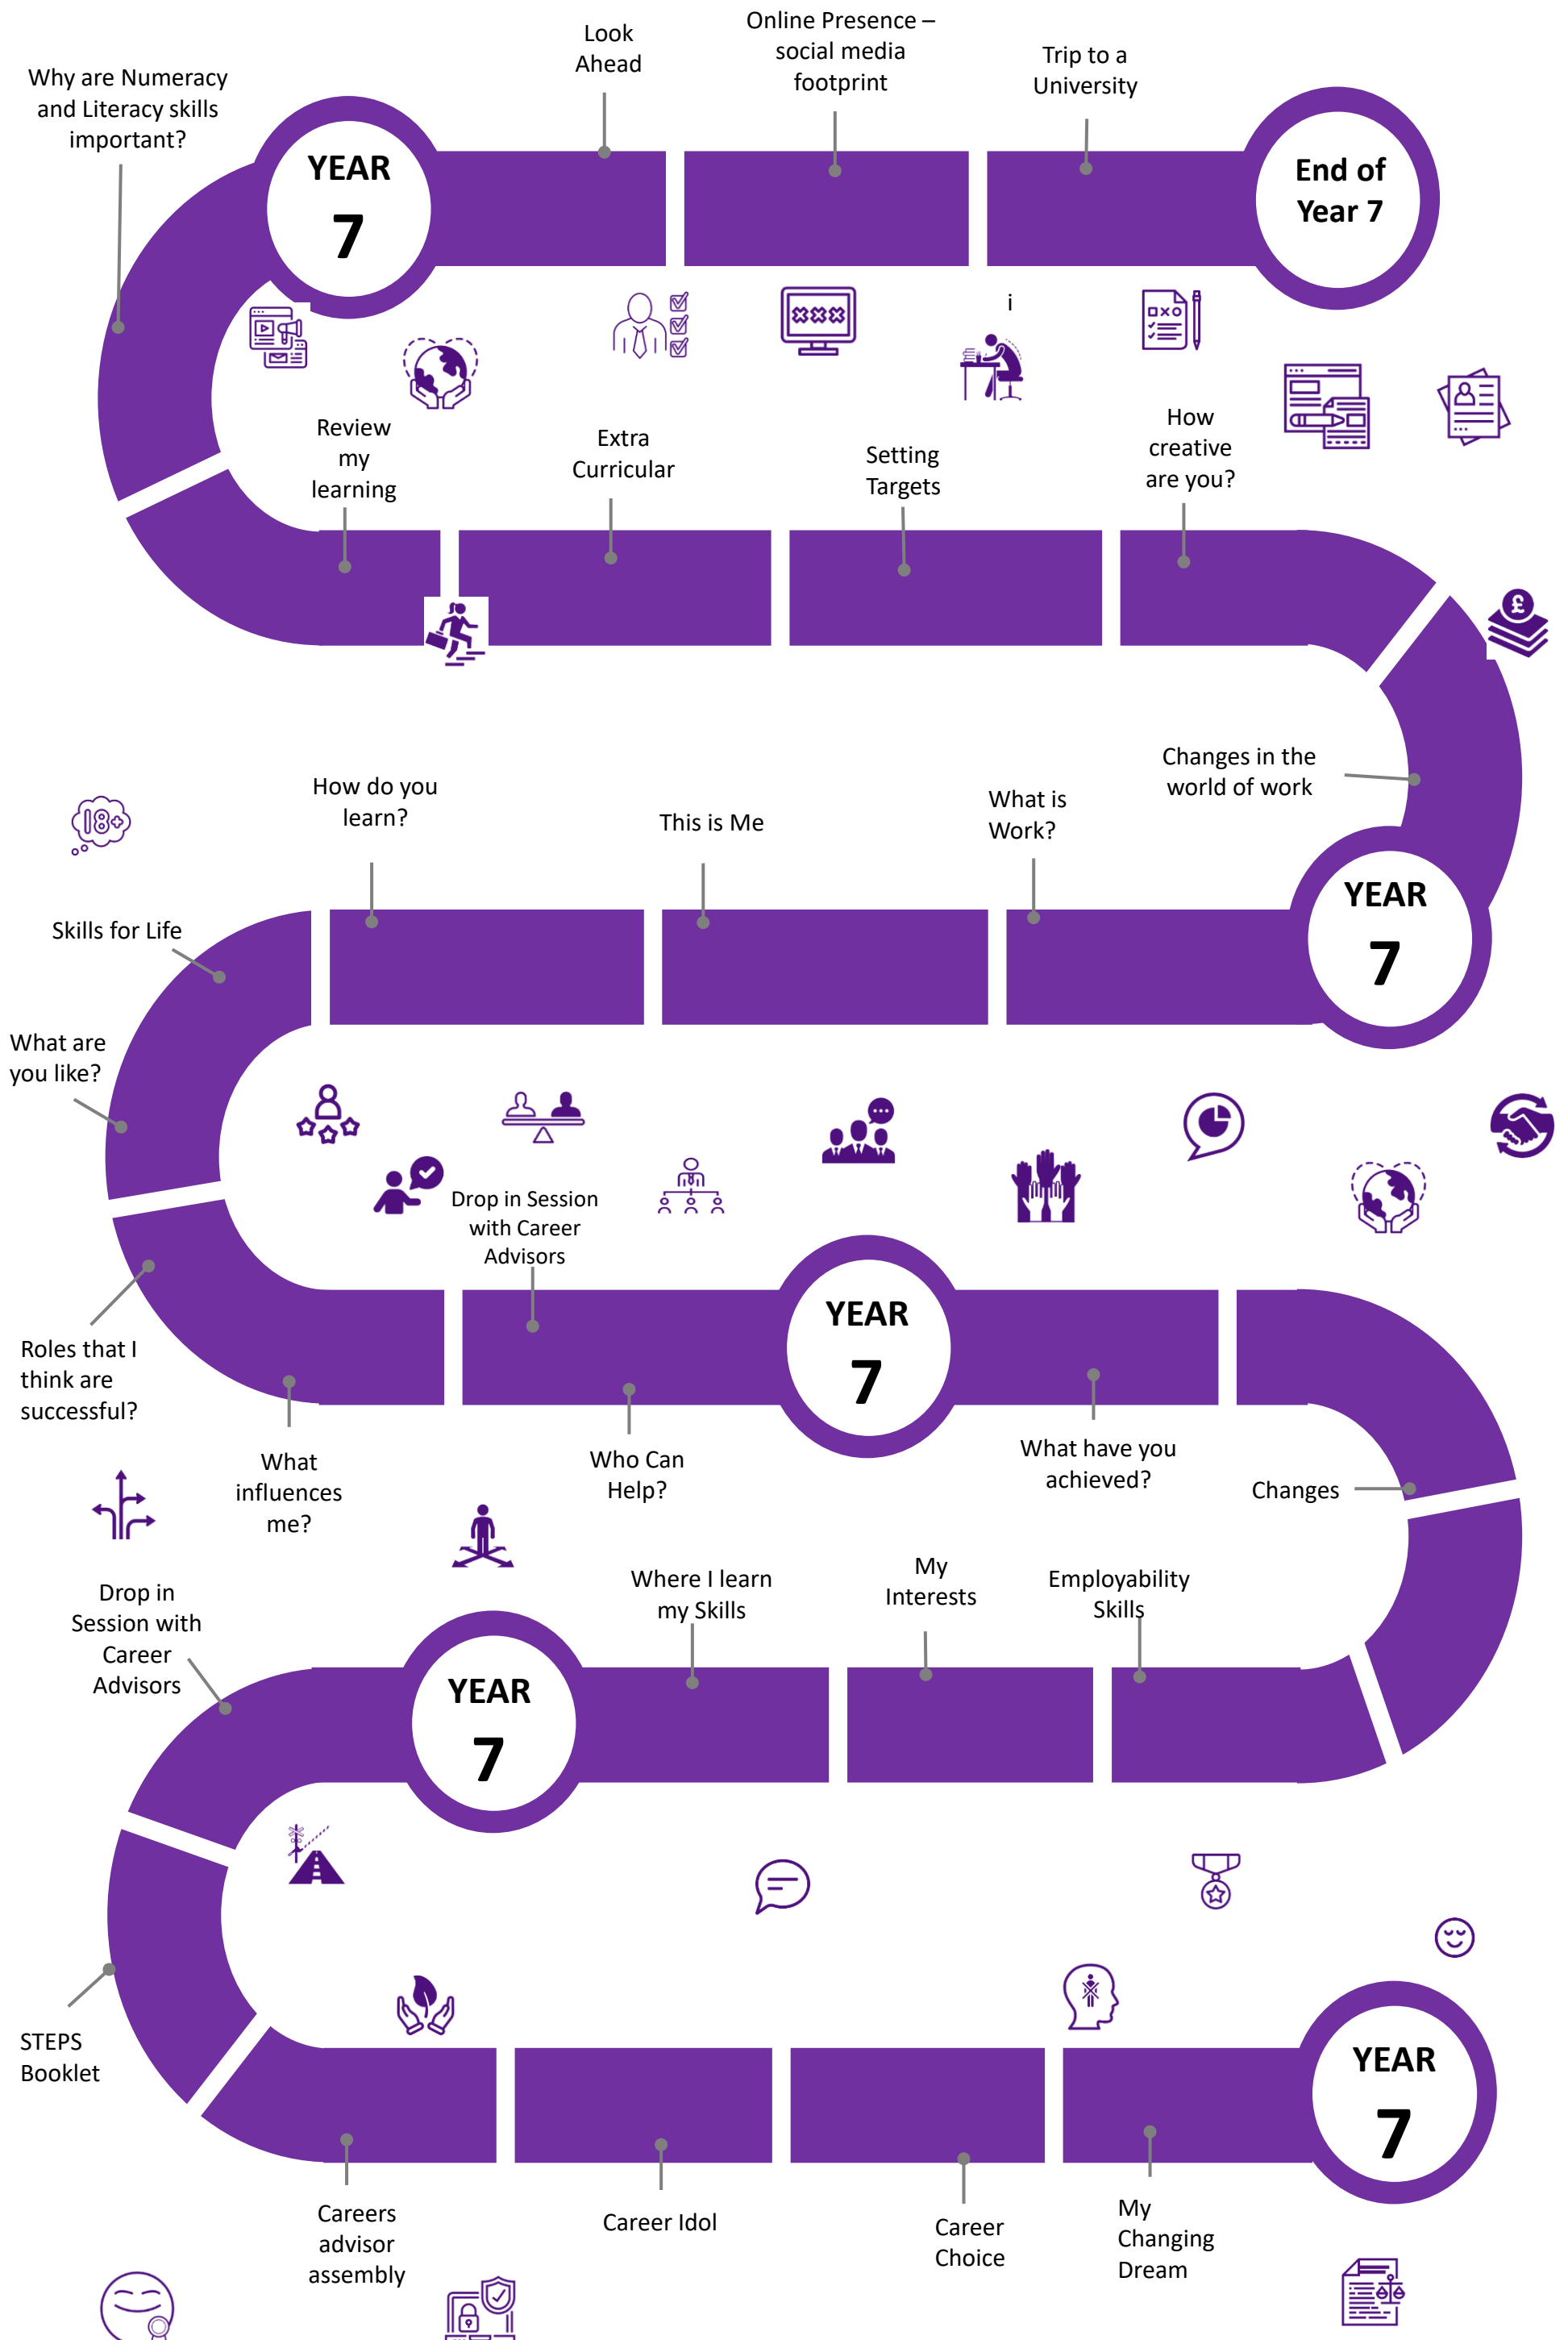 Look
Ahead
Online Presence –
social media
footprint
Trip to a
University
Why are Numeracy
and Literacy skills
important?
YEAR
7
End of
Year 7
i
Review
my
learning
Extra
Curricular
Setting
Targets
How
creative
are you?
£
Changes in the
world of work
How do you
learn?
This is Me
What is
Work?
18+
YEAR
7
Skills for Life
What are
you like?
Drop in Session
with Career
Advisors
YEAR
7
Roles that I
think are
successful?
What
influences
me?
Who Can
Help?
What have you
achieved?
Changes
Drop in
Session with
Career
Advisors
Where I learn
my Skills
My
Interests
Employability
Skills
YEAR
7
STEPS
Booklet
YEAR
7
Careers
advisor
assembly
Career Idol
Career
Choice
My
Changing
Dream